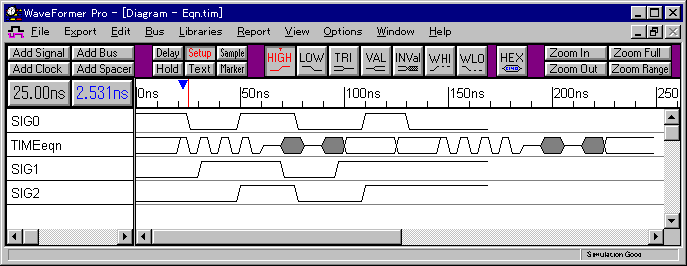 WaveFormer Pro - [Diagram - Eqn.tim]
File Export Edit Bus Libraries Report View Options Window Help
Add Signal Add Bus Delay Setup Sample HIGH LOW TRI VAL INVal WHI WLO HEX Zoom In Zoom Full
Add Clock Add Spacer Hold Text Marker Zoom Out Zoom Range
25.00ns 2.531ns 0ns 50ns 100ns 150ns 200ns 250
SIG0
TIMEeqn
SIG1
SIG2
Simulation Good